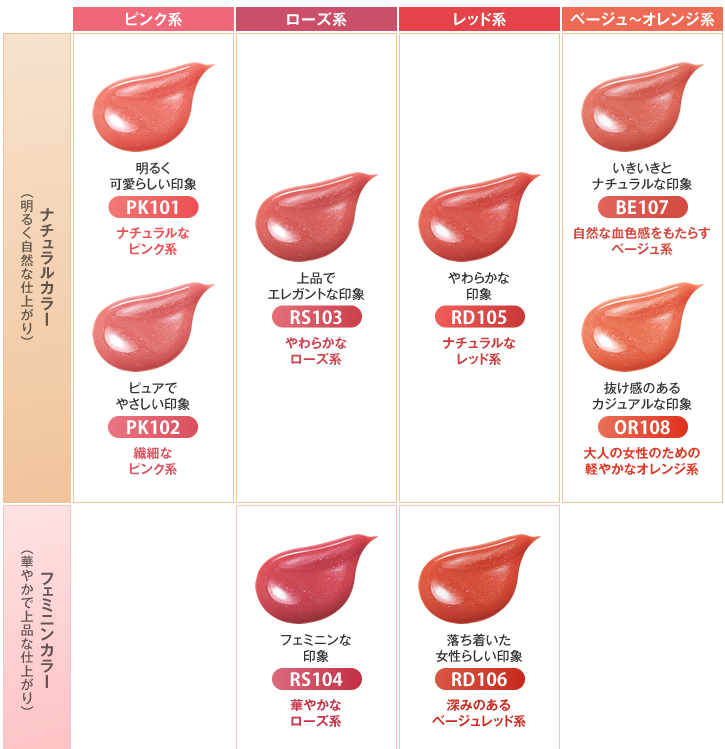 ピンク系
ローズ系
レッド系
ベージュ～オレンジ系
ナチュラルカラー
（明るく自然な仕上がり）
明るく
可愛らしい印象
PK101
ナチュラルな
ピンク系
ピュアで
やさしい印象
PK102
繊細な
ピンク系
上品で
エレガントな印象
RS103
やわらかな
ローズ系
やわらかな
印象
RD105
ナチュラルな
レッド系
いきいきと
ナチュラルな印象
BE107
自然な血色感をもたらす
ベージュ系
抜け感のある
カジュアルな印象
OR108
大人の女性のための
軽やかなオレンジ系
フェミニンカラー
（華やかで上品な仕上がり）
フェミニンな
印象
RS104
華やかな
ローズ系
落ち着いた
女性らしい印象
RD106
深みのある
ベージュレッド系